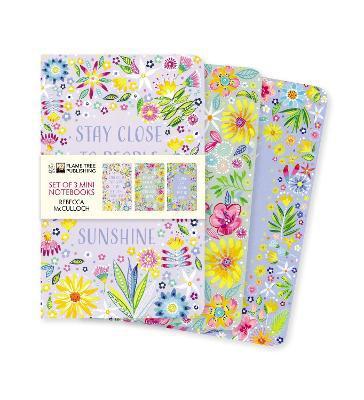 STAY CLOSE
TO PEOPLE
FLAME TREE
PUBLISHING
SET OF 3 MINI
NOTEBOOKS
REBECCA
McCULLOCH
SUNSHINE